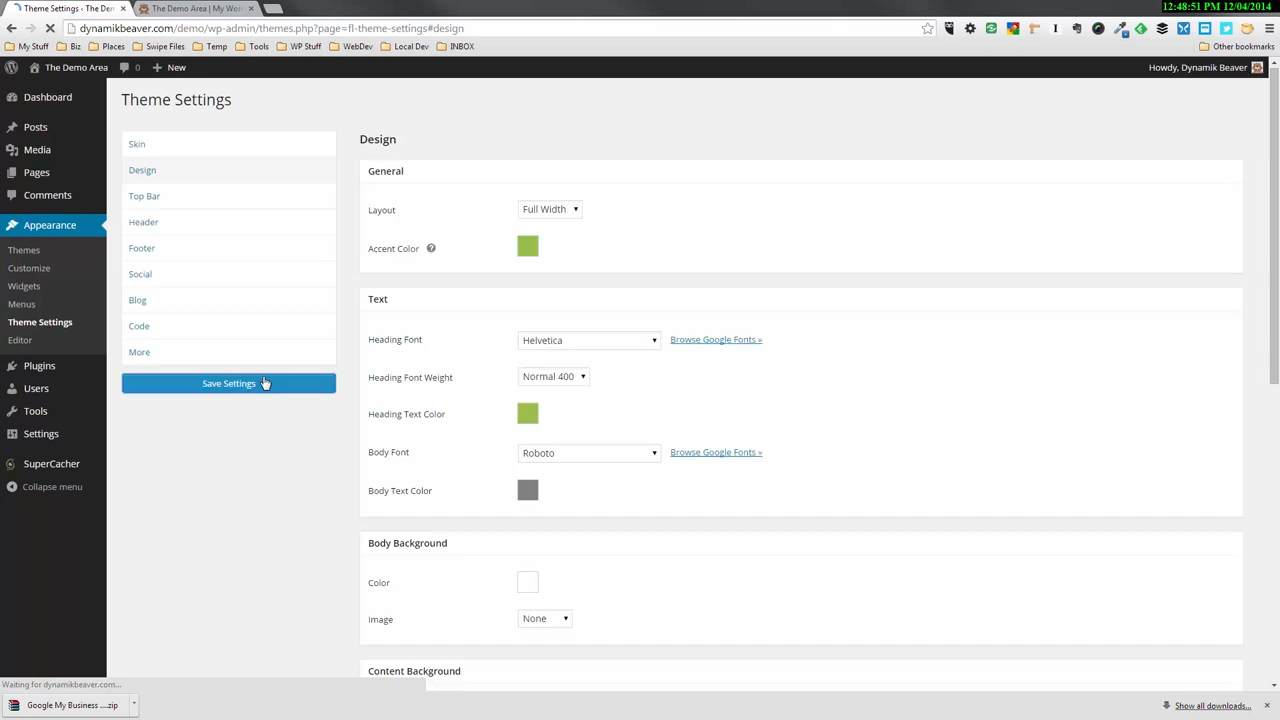 12:48:51 PM 12/04/2014
Theme Settings ‹ The De
The Demo Area | My Wo
dynamikbeaver.com/demo/wp-admin/themes.php?page=fl-theme-settings#design
My Stuff Biz Places Swipe Files Temp Tools WP Stuff WebDev Local Dev INBOX Other bookmarks
The Demo Area 0 New Howdy, Dynamik Beaver
Dashboard
Posts
Media
Pages
Comments
Appearance
Themes
Customize
Widgets
Menus
Theme Settings
Editor
Plugins
Users
Tools
Settings
SuperCacher
Collapse menu
Theme Settings
Skin
Design
Top Bar
Header
Footer
Social
Blog
Code
More
Save Settings
Design
General
Layout Full Width
Accent Color ?
Text
Heading Font Helvetica Browse Google Fonts »
Heading Font Weight Normal 400
Heading Text Color
Body Font Roboto Browse Google Fonts »
Body Text Color
Body Background
Color
Image None
Content Background
Waiting for dynamikbeaver.com...
Google My Business ....zip
Show all downloads...